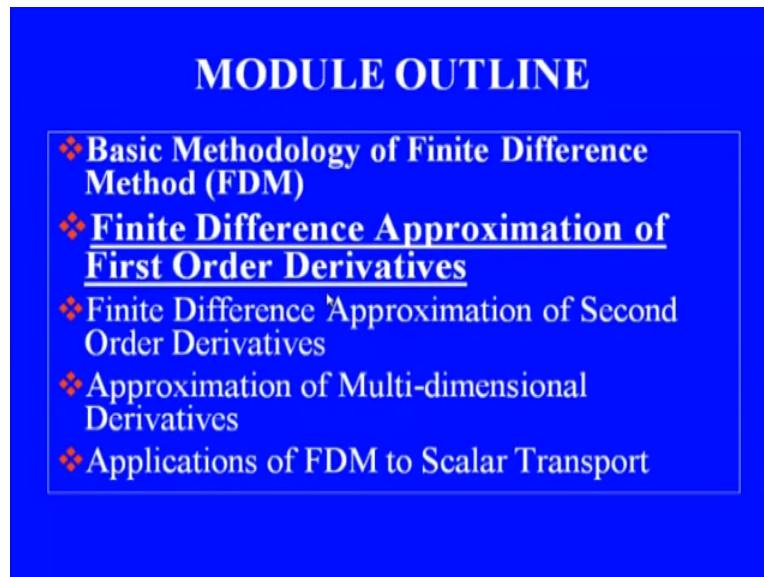 MODULE OUTLINE
Basic Methodology of Finite Difference
Method (FDM)
Finite Difference Approximation of
First Order Derivatives
Finite Difference Approximation of Second
Order Derivatives
Approximation of Multi-dimensional
Derivatives
Applications of FDM to Scalar Transport